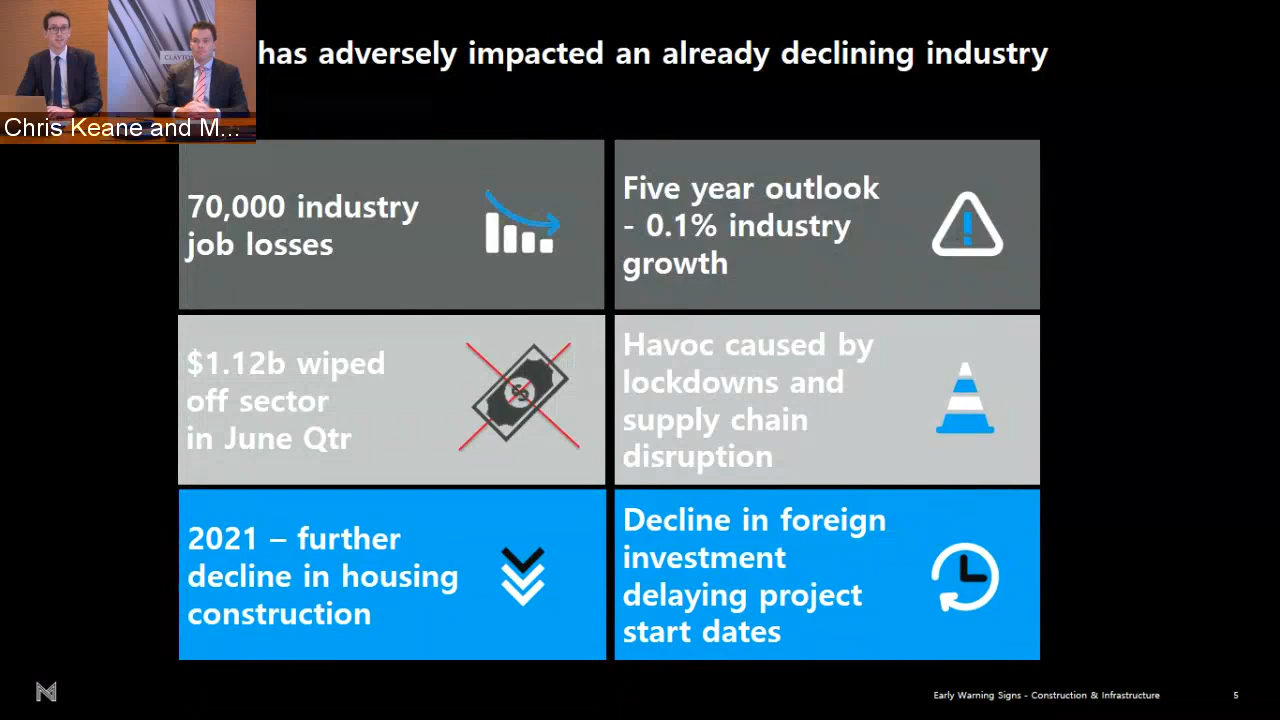 has adversely impacted an already declining industry
CLAYTO
Chris Keane and M...
70,000 industry
job losses
Five year outlook
- 0.1% industry
growth
$1.12b wiped
off sector
in June Qtr
Havoc caused by
lockdowns and
supply chain
disruption
2021 – further
decline in housing
construction
Decline in foreign
investment
delaying project
start dates
Early Warning Signs - Construction & Infrastructure
5